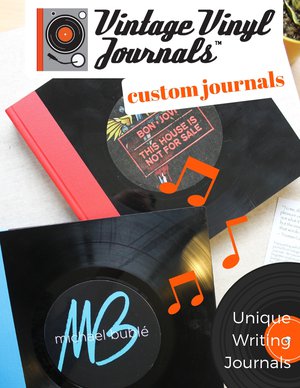 Vintage Vinyl
Journals™
custom journals
BON JOVI
THIS HOUSE IS
NOT FOR SALE
MB
michael bublé
Unique
Writing
Journals